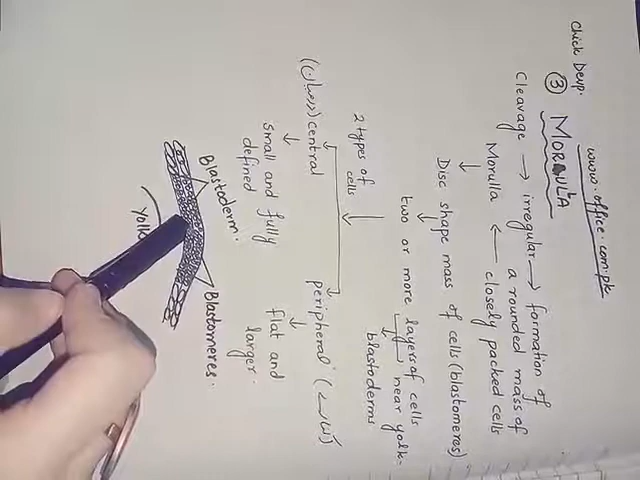 www.office.com.pk
Chick Devp.
③ MORULA
Cleavage → irregular → formation of
a rounded mass of
Morulla ← closely packed cells
Disc shape mass of cells (blastomeres)
two or more layers of cells
near yolk-
blastoderms
2 types of
cells
central
peripheral
small and fully
defined
flat and
larger.
Blastoderm.
Blastomeres.
yolk